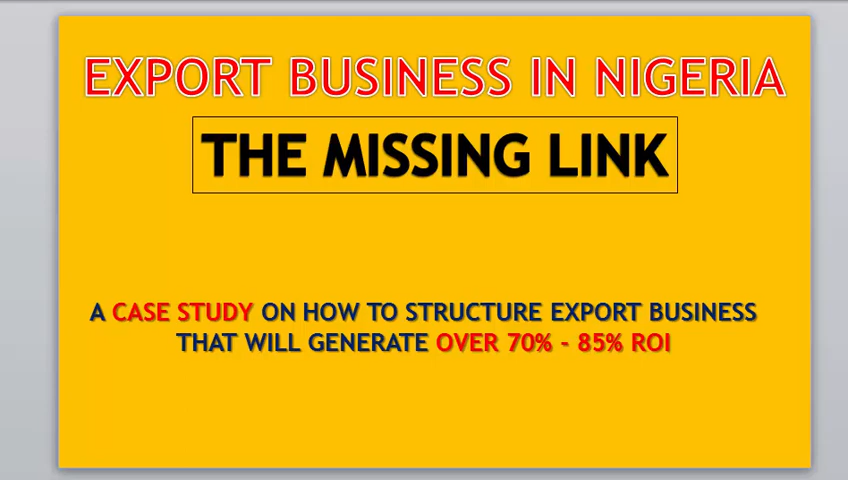 EXPORT BUSINESS IN NIGERIA
THE MISSING LINK
A CASE STUDY ON HOW TO STRUCTURE EXPORT BUSINESS
THAT WILL GENERATE OVER 70% - 85% ROI